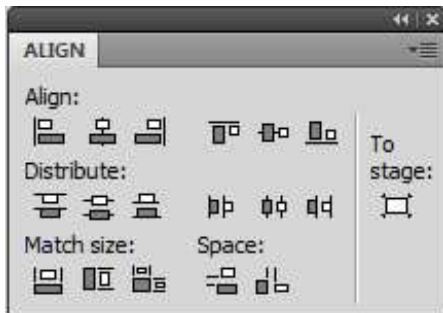 ALIGN
Align:
To
stage:
Distribute:
Match size:
Space: